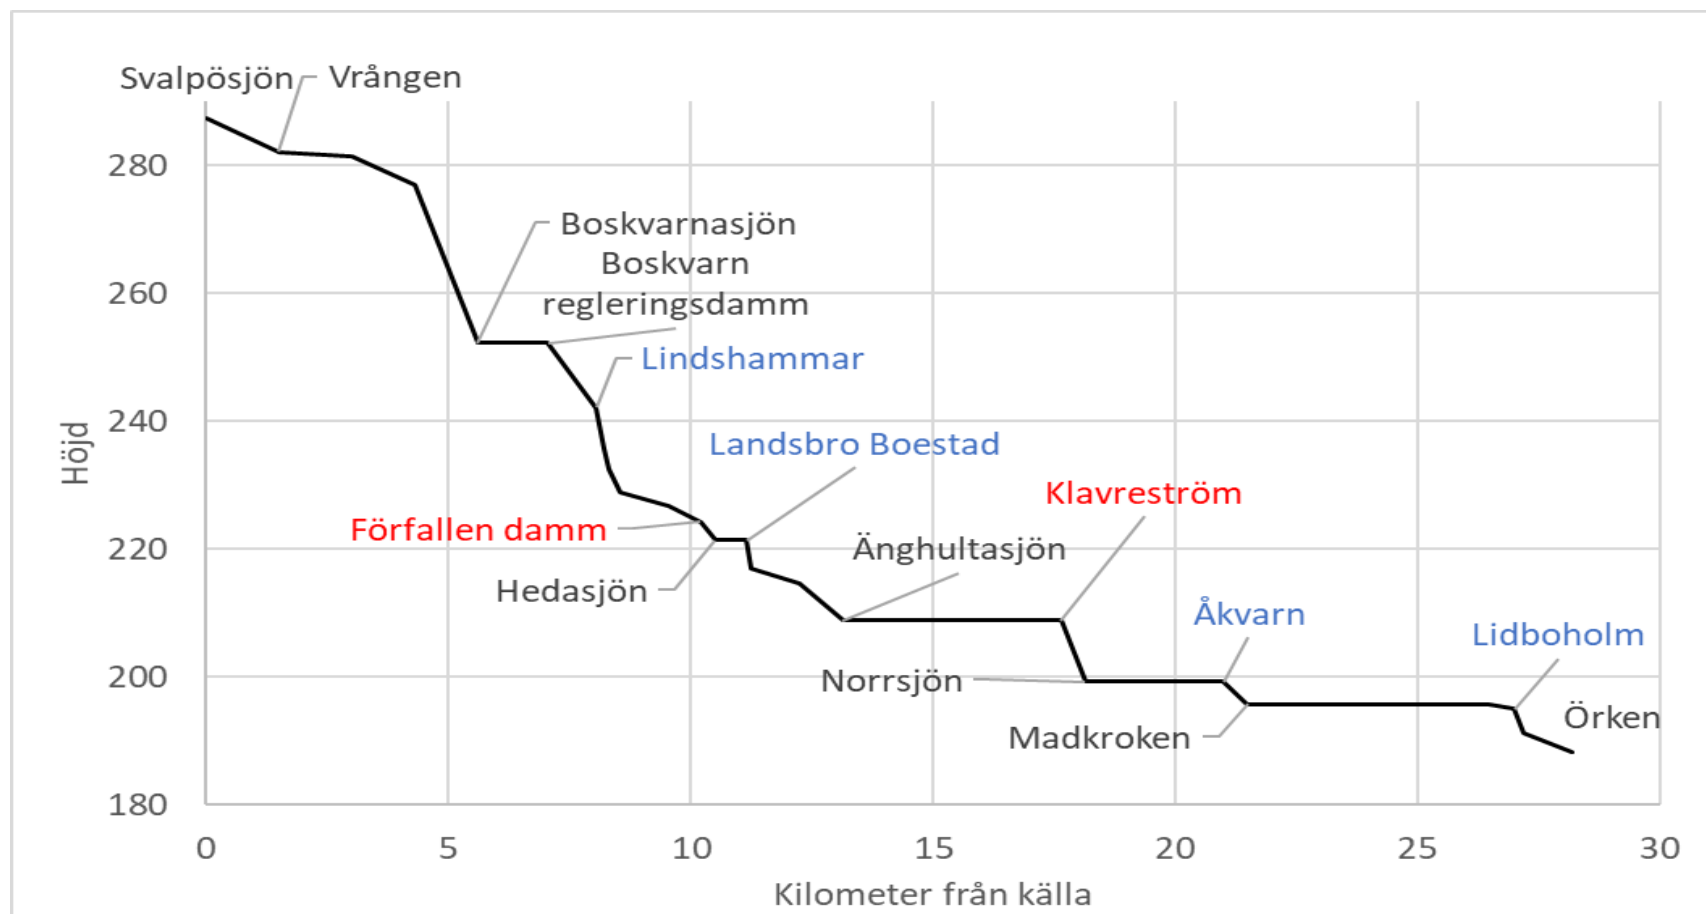 Svalpösjön
Vrången
Boskvarnasjön
Boskvarn
regleringsdamm
Lindshammar
Landsbro Boestad
Klavreström
Förfallen damm
Änghultasjön
Hedasjön
Åkvarn
Lidboholm
Norrsjön
Örken
Madkroken
Höjd
280
260
240
220
200
180
0 5 10 15 20 25 30
Kilometer från källa